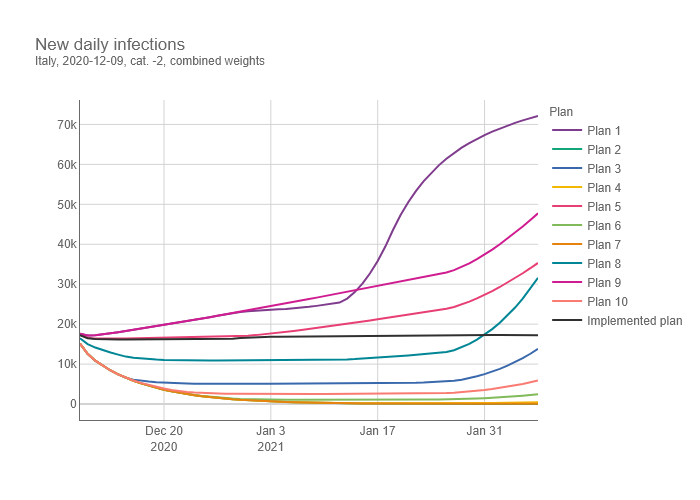 New daily infections
Italy, 2020-12-09, cat. -2, combined weights
70k
60k
50k
40k
30k
20k
10k
0
Dec 20
2020
Jan 3
2021
Jan 17
Jan 31
Plan
Plan 1
Plan 2
Plan 3
Plan 4
Plan 5
Plan 6
Plan 7
Plan 8
Plan 9
Plan 10
Implemented plan